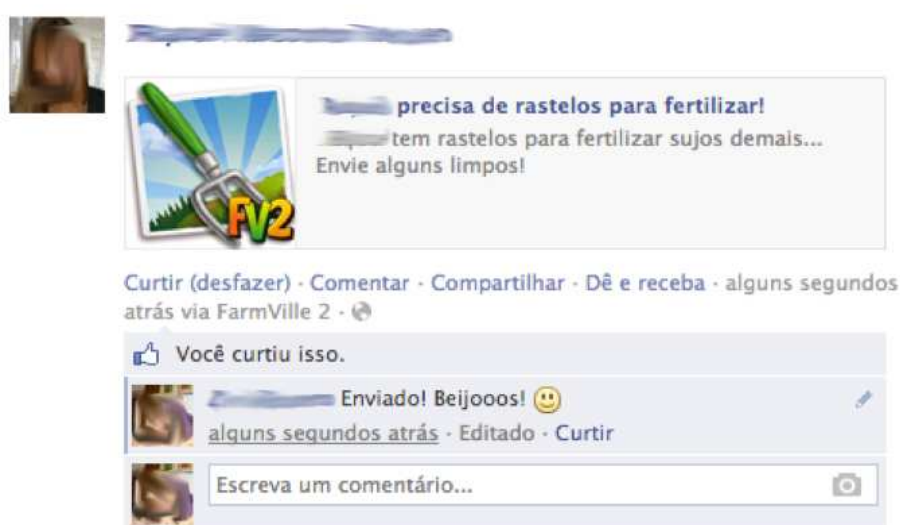 precisa de rastelos para fertilizar!
tem rastelos para fertilizar sujos demais...
Envie alguns limpos!
FV2
Curtir (desfazer) · Comentar · Compartilhar · Dê e receba · alguns segundos
atrás via FarmVille 2 ·
Você curtiu isso.
Enviado! Beijooos!
alguns segundos atrás · Editado · Curtir
Escreva um comentário...